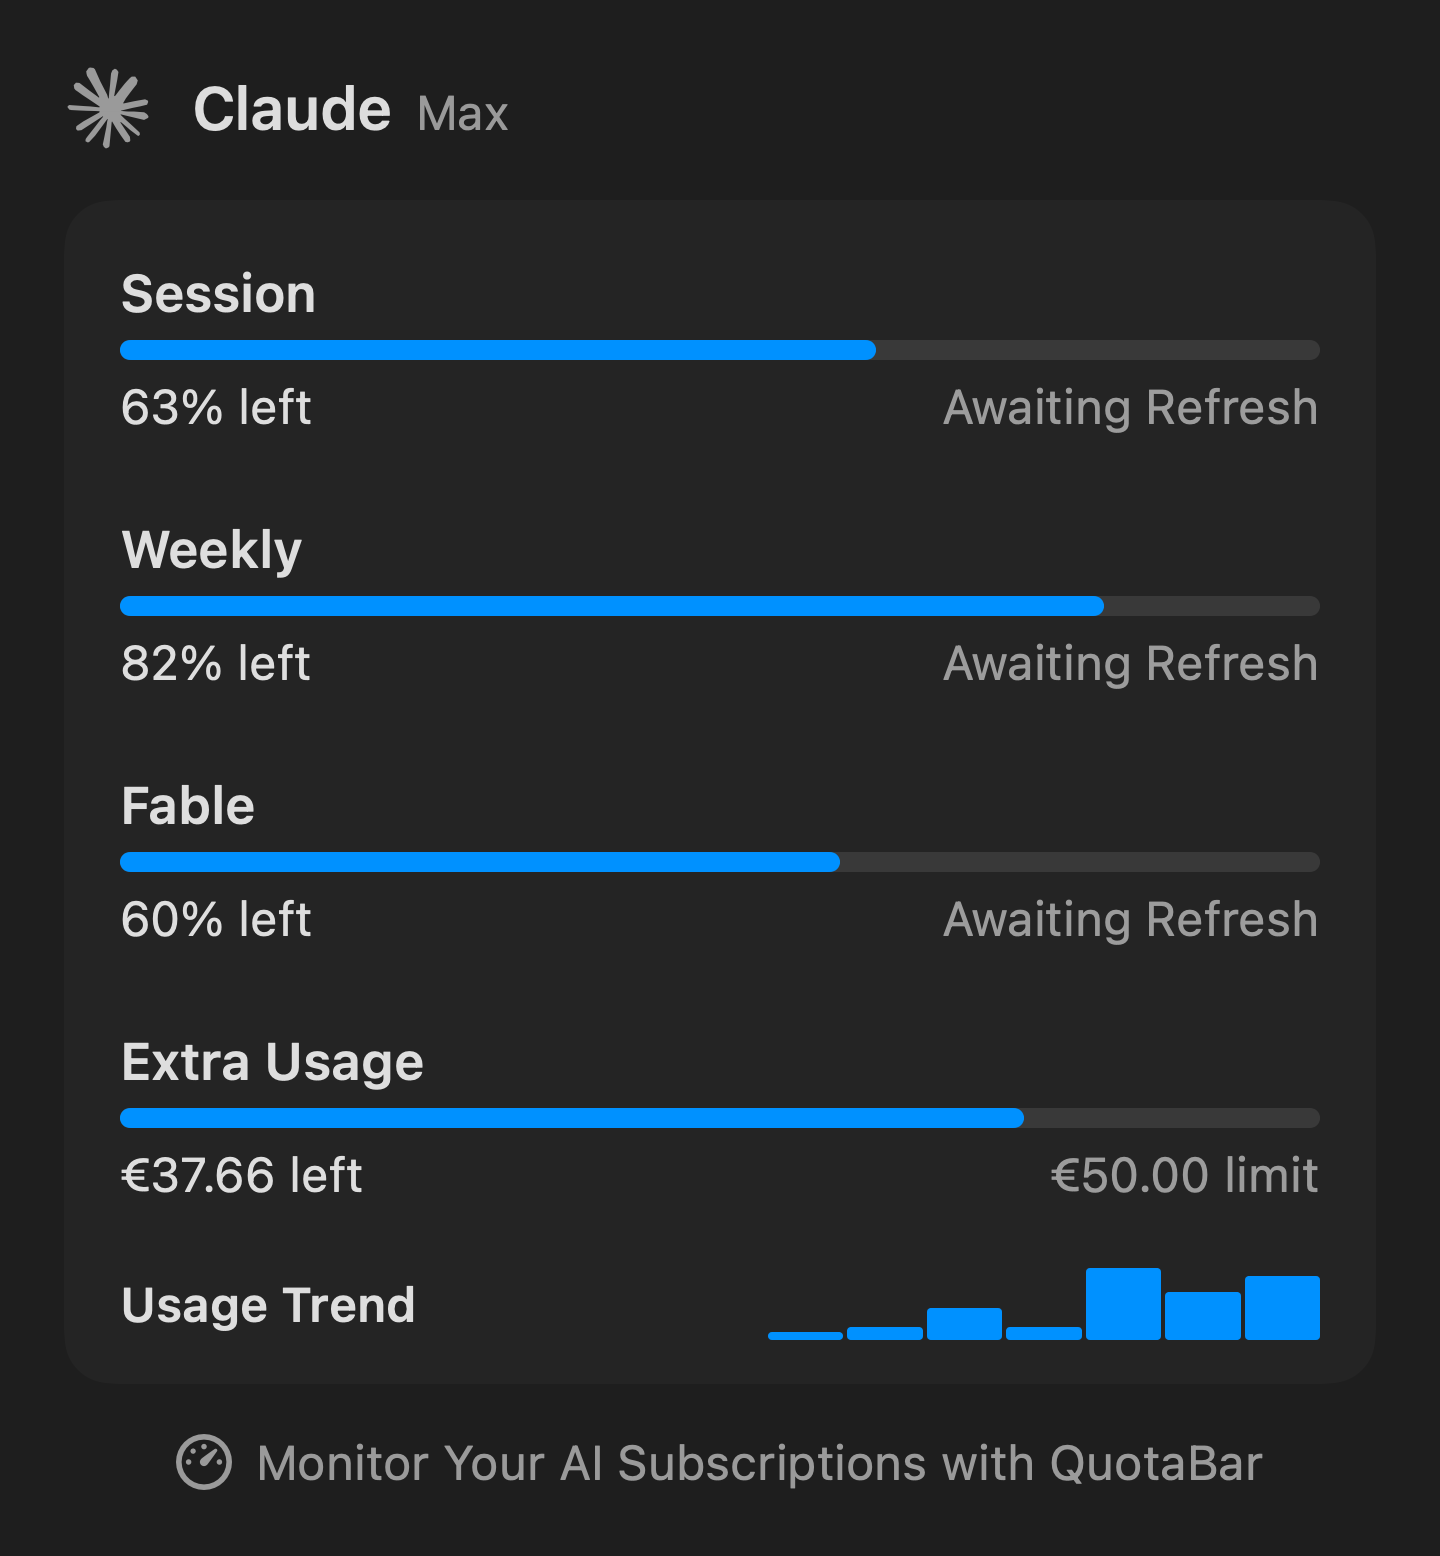 Claude Max
Session
63% left Awaiting Refresh
Weekly
82% left Awaiting Refresh
Fable
60% left Awaiting Refresh
Extra Usage
€37.66 left €50.00 limit
Usage Trend
Monitor Your AI Subscriptions with QuotaBar